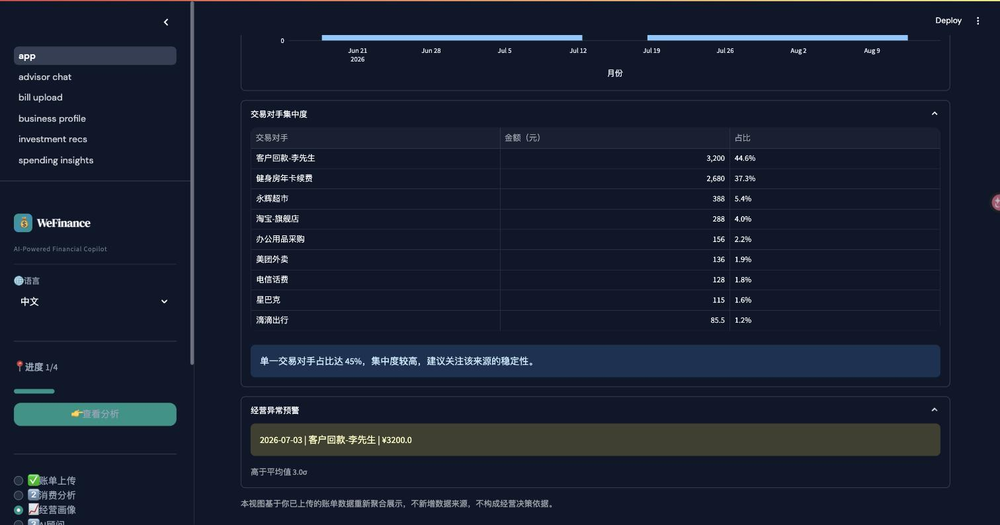 Deploy
app
advisor chat
bill upload
business profile
investment recs
spending insights
WeFinance
AI-Powered Financial Copilot
🌐语言
中文
📍进度 1/4
👉查看分析
✅账单上传
2️⃣消费分析
📈经营画像
3️⃣AI顾问
0
Jun 21 Jun 28 Jul 5 Jul 12 Jul 19 Jul 26 Aug 2 Aug 9
2026
月份
交易对手集中度
交易对手 金额（元） 占比
客户回款-李先生 3,200 44.6%
健身房年卡续费 2,680 37.3%
永辉超市 388 5.4%
淘宝-旗舰店 288 4.0%
办公用品采购 156 2.2%
美团外卖 136 1.9%
电信话费 128 1.8%
星巴克 115 1.6%
滴滴出行 85.5 1.2%
单一交易对手占比达 45%，集中度较高，建议关注该来源的稳定性。
经营异常预警
2026-07-03 | 客户回款-李先生 | ¥3200.0
高于平均值 3.0σ
本视图基于你已上传的账单数据重新聚合展示，不新增数据来源，不构成经营决策依据。